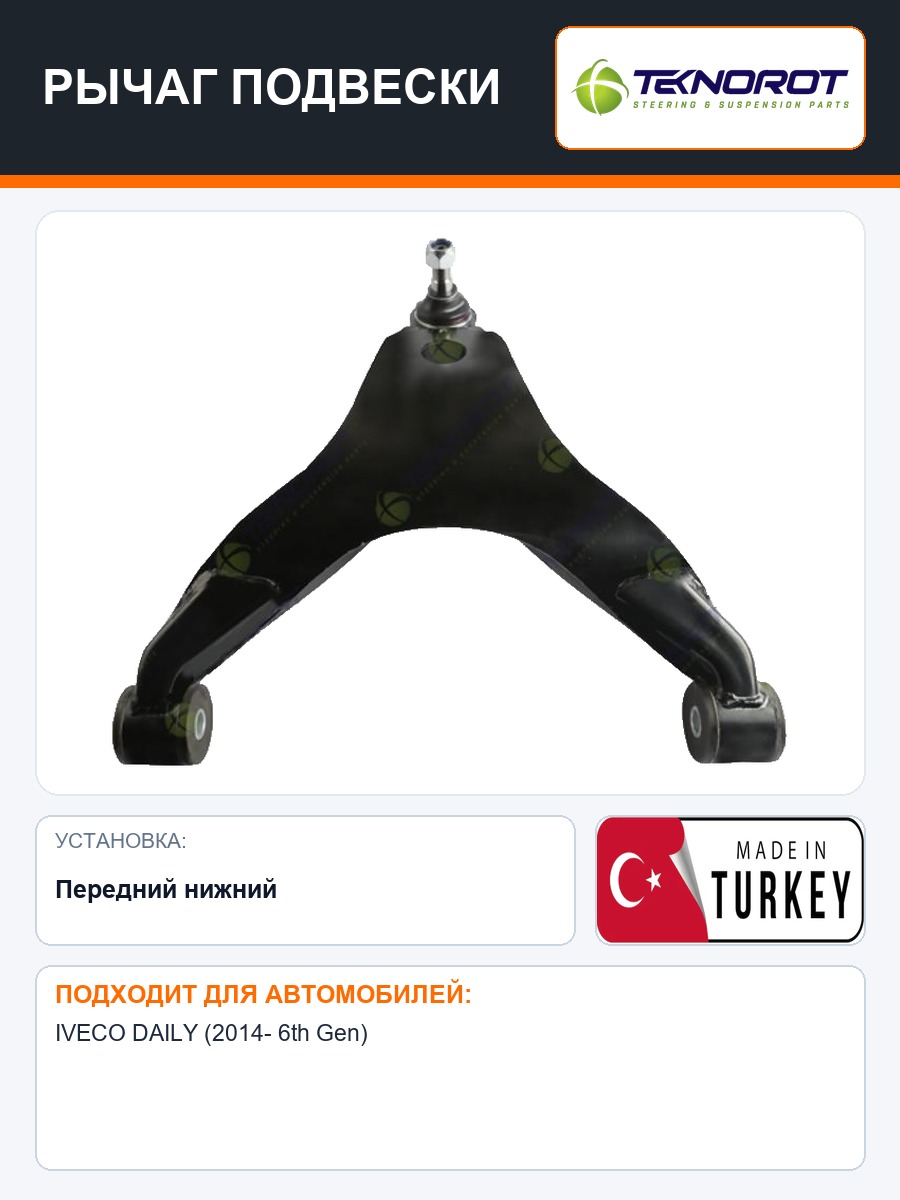 РЫЧАГ ПОДВЕСКИ
TEKNOROT
STEERING & SUSPENSION PARTS
УСТАНОВКА:
Передний нижний
MADE IN
TURKEY
ПОДХОДИТ ДЛЯ АВТОМОБИЛЕЙ:
IVECO DAILY (2014- 6th Gen)